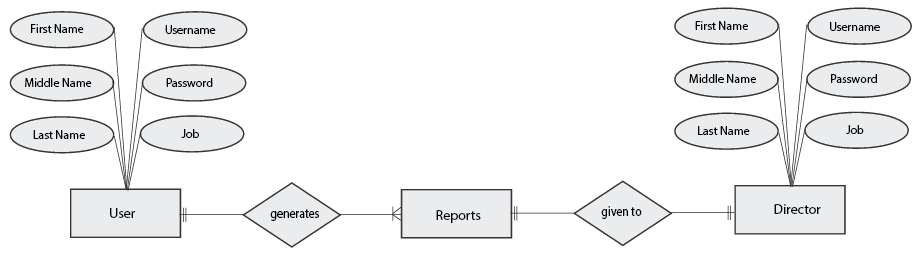 First Name
Username
Middle Name
Password
Last Name
Job
First Name
Username
Middle Name
Password
Last Name
Job
User
generates
Reports
given to
Director